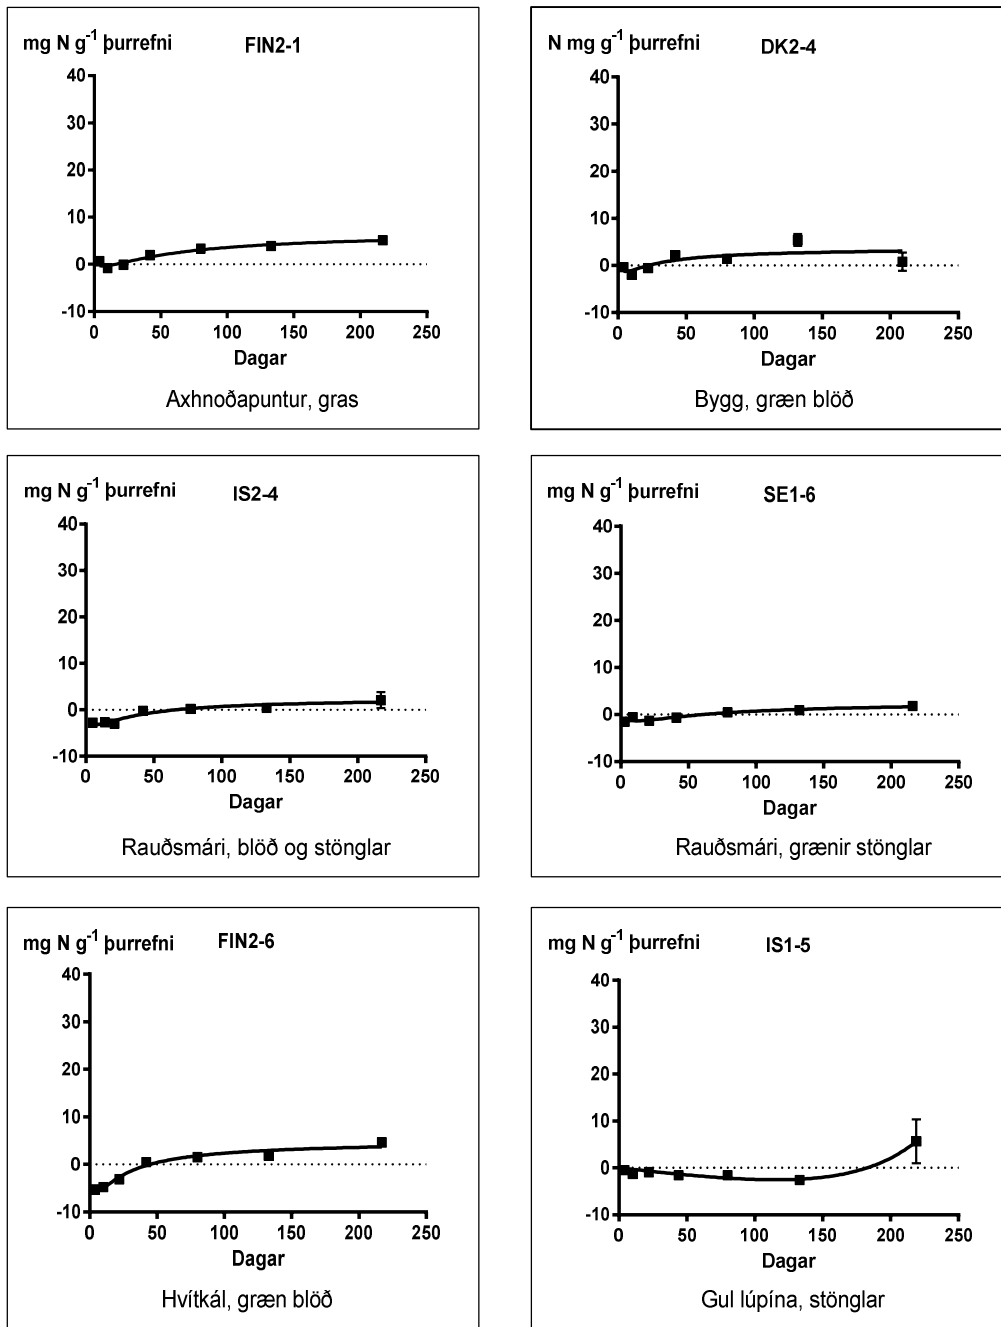 mg N g⁻¹ þurrefni FIN2-1
40
30
20
10
0
-10
0 50 100 150 200 250
Dagar
Axhnoðapuntur, gras
N mg g⁻¹ þurrefni DK2-4
40
30
20
10
0
-10
0 50 100 150 200 250
Dagar
Bygg, græn blöð
mg N g⁻¹ þurrefni IS2-4
40
30
20
10
0
-10
0 50 100 150 200 250
Dagar
Rauðsmári, blöð og stönglar
mg N g⁻¹ þurrefni SE1-6
40
30
20
10
0
-10
0 50 100 150 200 250
Dagar
Rauðsmári, grænir stönglar
mg N g⁻¹ þurrefni FIN2-6
40
30
20
10
0
-10
0 50 100 150 200 250
Dagar
Hvítkál, græn blöð
mg N g⁻¹ þurrefni IS1-5
40
30
20
10
0
-10
0 50 100 150 200 250
Dagar
Gul lúpína, stönglar